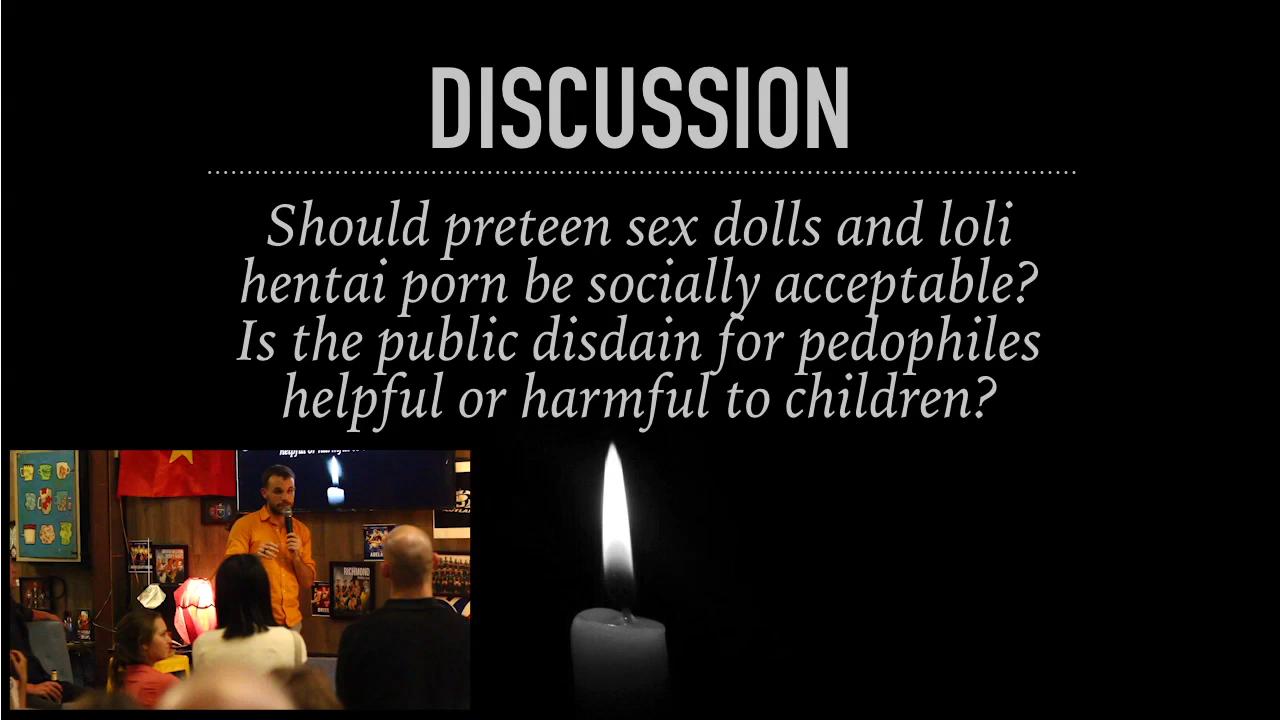 DISCUSSION
Should preteen sex dolls and loli
hentai porn be socially acceptable?
Is the public disdain for pedophiles
helpful or harmful to children?
RICHMOND